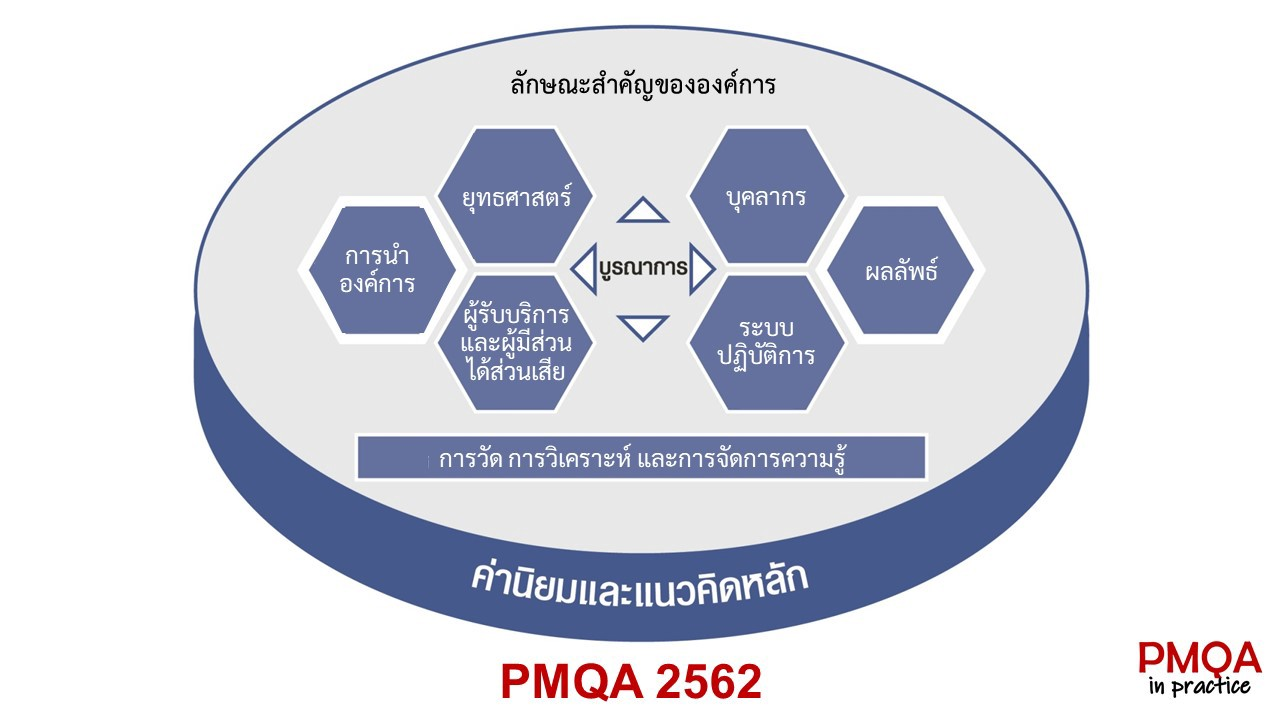 ลักษณะสำคัญขององค์การ
ยุทธศาสตร์
บุคลากร
การนำ
องค์การ
บูรณาการ
ผลลัพธ์
ผู้รับบริการ
และผู้มีส่วน
ได้ส่วนเสีย
ระบบ
ปฏิบัติการ
การวัด การวิเคราะห์ และการจัดการความรู้
ค่านิยมและแนวคิดหลัก
PMQA 2562
PMQA
in practice